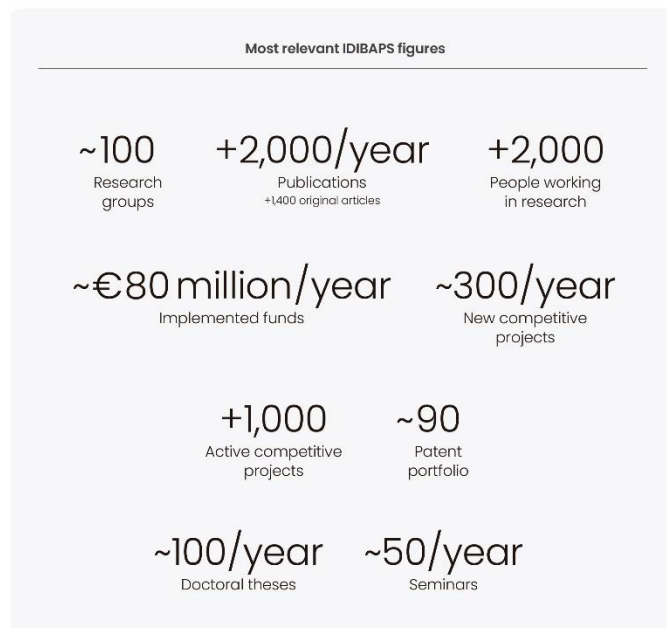 Most relevant IDIBAPS figures
~100
Research
groups
+2,000/year
Publications
+1,400 original articles
+2,000
People working
in research
~€80 million/year
Implemented funds
~300/year
New competitive
projects
+1,000
Active competitive
projects
~90
Patent
portfolio
~100/year
Doctoral theses
~50/year
Seminars